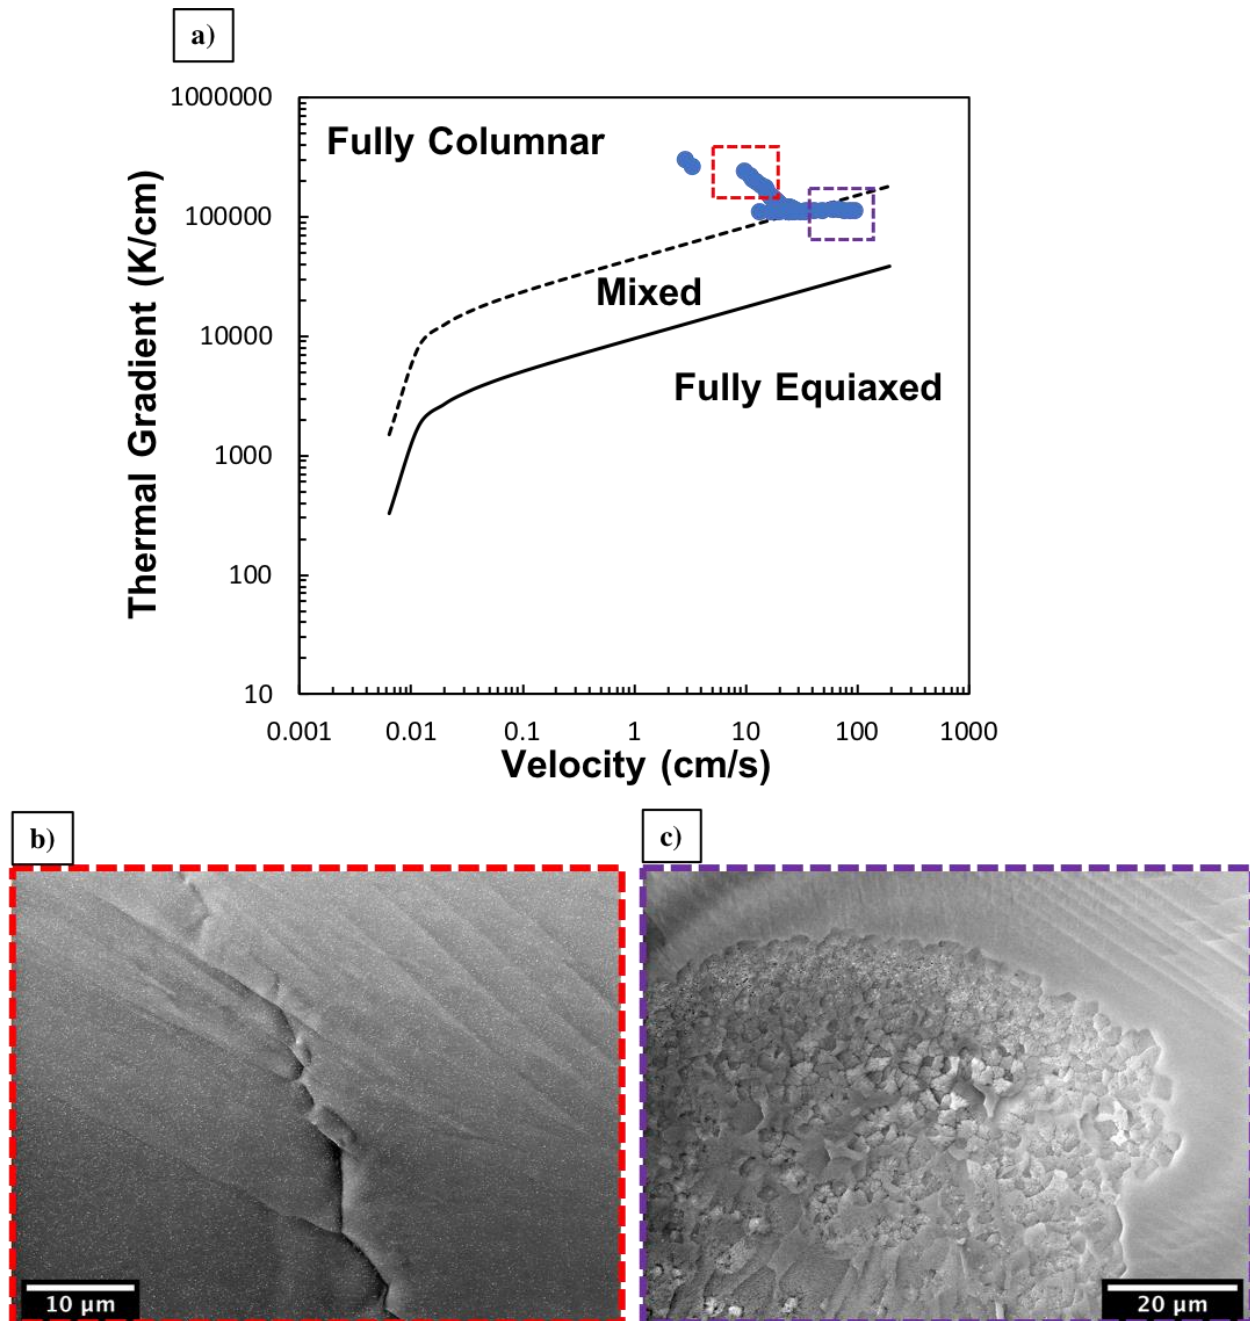 a)
1000000
100000
10000
1000
100
10
Thermal Gradient (K/cm)
Fully Columnar
Mixed
Fully Equiaxed
0.001 0.01 0.1 1 10 100 1000
Velocity (cm/s)
b)
c)
10 µm
20 µm